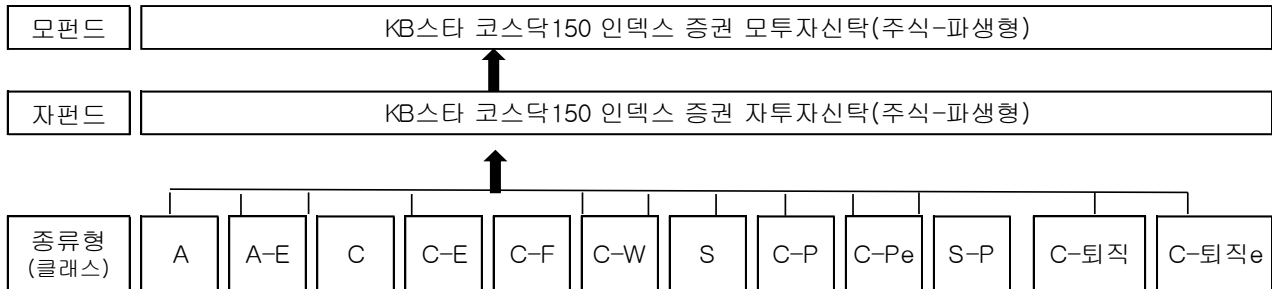 모펀드
KB스타 코스닥150 인덱스 증권 모투자신탁(주식-파생형)
자펀드
KB스타 코스닥150 인덱스 증권 자투자신탁(주식-파생형)
종류형
(클래스)
A
A-E
C
C-E
C-F
C-W
S
C-P
C-Pe
S-P
C-퇴직
C-퇴직e